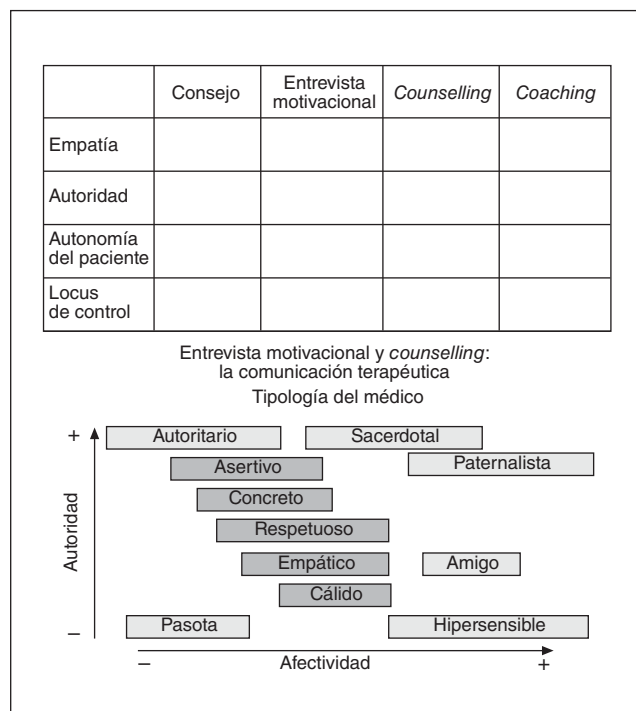 Consejo Entrevista motivacional Counselling Coaching
Empatía
Autoridad
Autonomía
del paciente
Locus
de control
Entrevista motivacional y counselling:
la comunicación terapéutica
Tipología del médico
+ Autoritario Sacerdotal
Asertivo Paternalista
Concreto
Respetuoso
Empático Amigo
Cálido
– Pasota Hipersensible
Autoridad
– Afectividad +